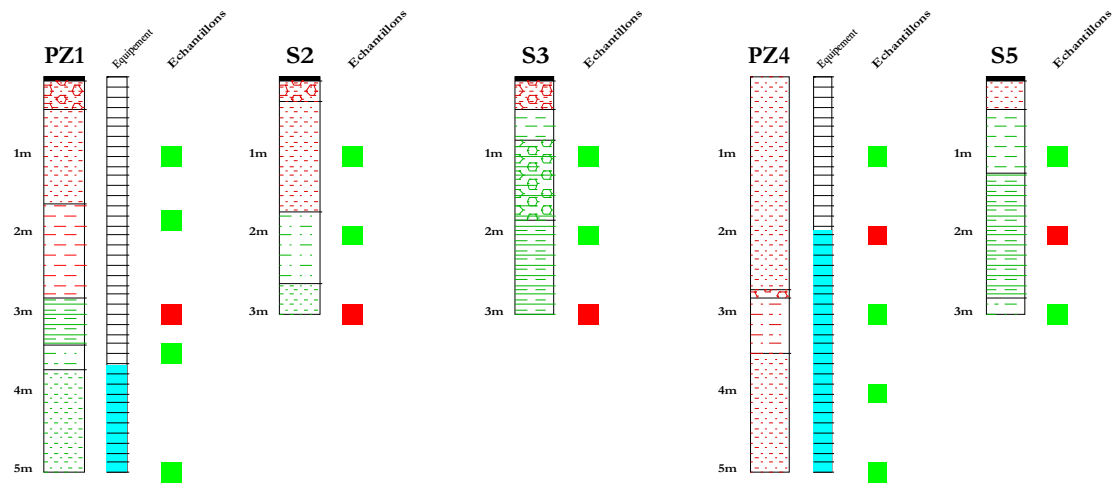 PZ1
Equipement
Echantillons
1m
2m
3m
4m
5m
S2
Echantillons
1m
2m
3m
S3
Echantillons
1m
2m
3m
PZ4
Equipement
Echantillons
1m
2m
3m
4m
5m
S5
Echantillons
1m
2m
3m